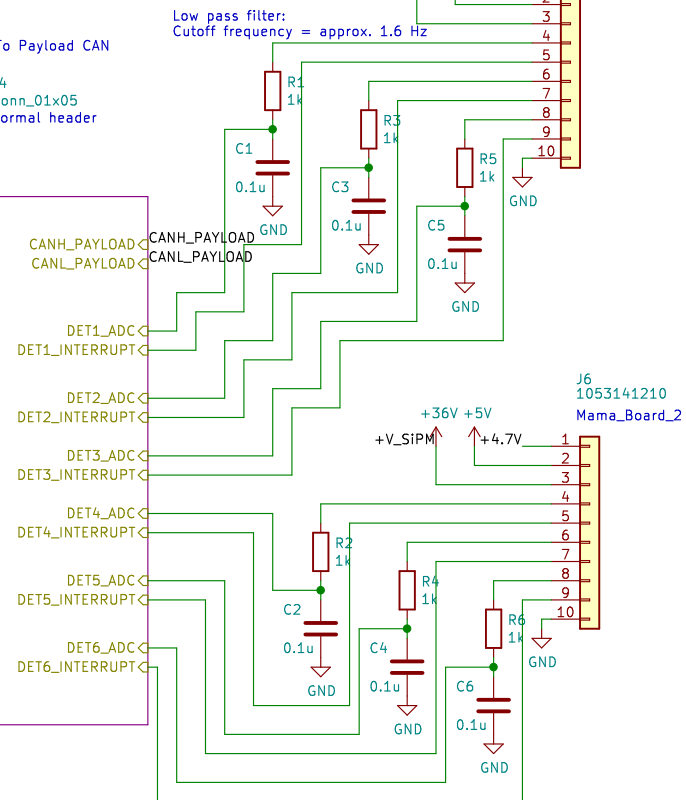 Low pass filter:
Cutoff frequency = approx. 1.6 Hz
To Payload CAN
4
onn_01x05
ormal header
2
3
4
5
6
7
8
9
10
R1
1k
C1
0.1u
GND
R3
1k
C3
0.1u
GND
R5
1k
C5
0.1u
GND
GND
CANH_PAYLOAD
CANH_PAYLOAD
CANL_PAYLOAD
CANL_PAYLOAD
DET1_ADC
DET1_INTERRUPT
DET2_ADC
DET2_INTERRUPT
DET3_ADC
DET3_INTERRUPT
DET4_ADC
DET4_INTERRUPT
DET5_ADC
DET5_INTERRUPT
DET6_ADC
DET6_INTERRUPT
J6
1053141210
Mama_Board_2
+36V
+5V
+V_SiPM
+4.7V
1
2
3
4
5
6
7
8
9
10
R2
1k
C2
0.1u
GND
R4
1k
C4
0.1u
GND
R6
1k
C6
0.1u
GND
GND